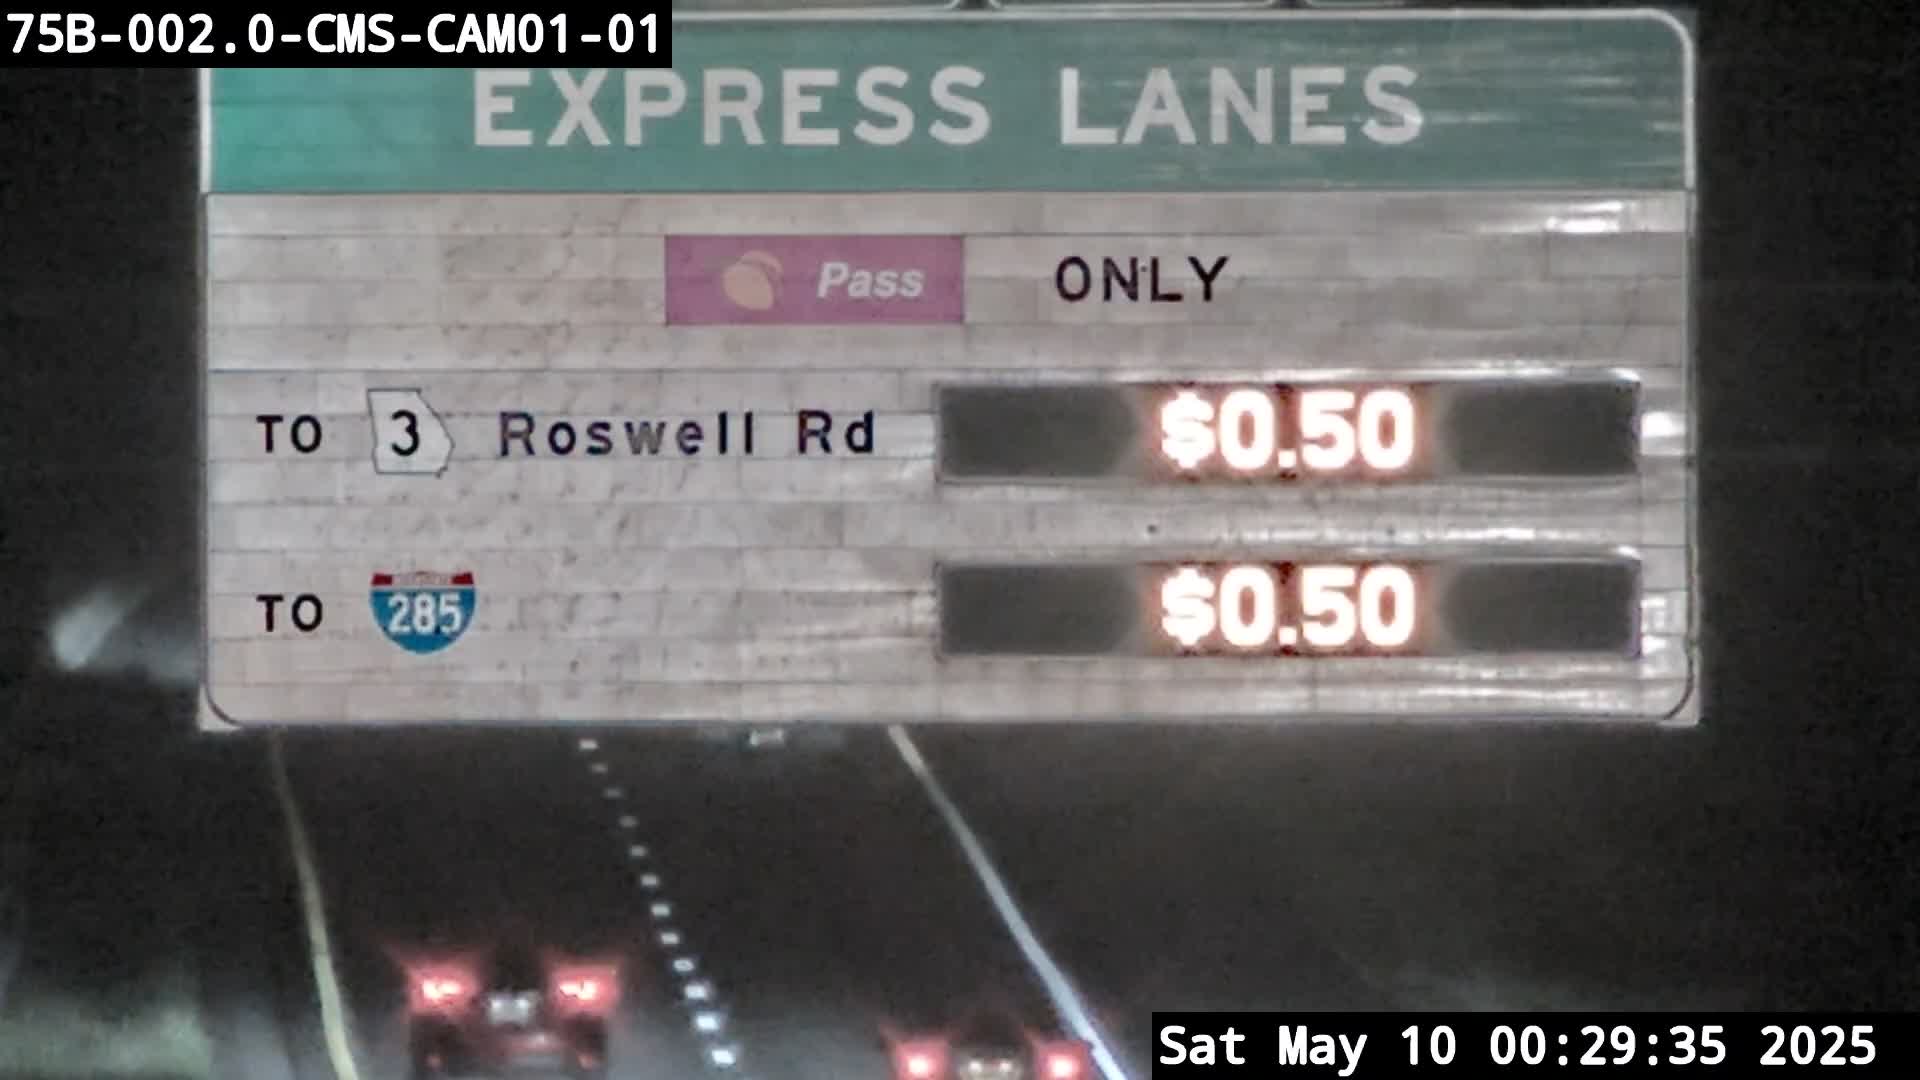 75B-002.0-CMS-CAM01-01
EXPRESS LANES
Pass ONLY
TO 3 Roswell Rd $0.50
TO 285 $0.50
Sat May 10 00:29:35 2025